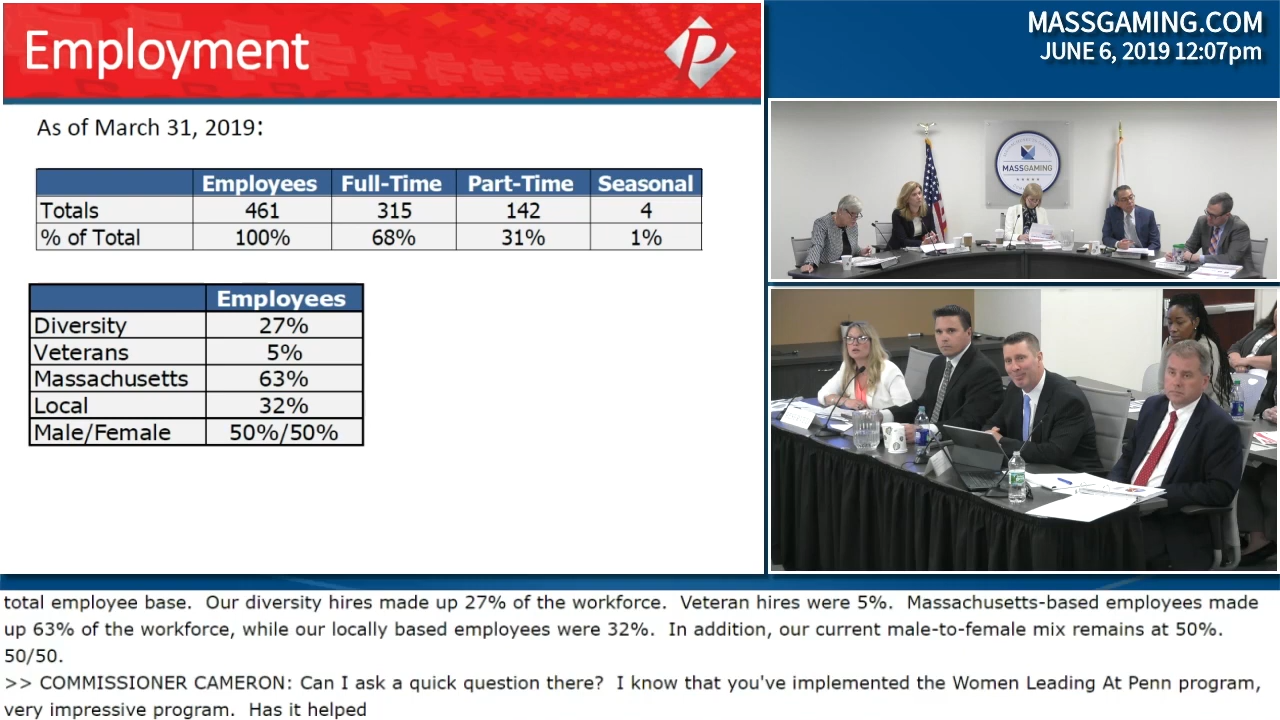 Employment
MASSGAMING.COM
JUNE 6, 2019 12:07pm
As of March 31, 2019:
Employees Full-Time Part-Time Seasonal
Totals 461 315 142 4
% of Total 100% 68% 31% 1%
Employees
Diversity 27%
Veterans 5%
Massachusetts 63%
Local 32%
Male/Female 50%/50%
MASSGAMING
total employee base. Our diversity hires made up 27% of the workforce. Veteran hires were 5%. Massachusetts-based employees made
up 63% of the workforce, while our locally based employees were 32%. In addition, our current male-to-female mix remains at 50%.
50/50.
>> COMMISSIONER CAMERON: Can I ask a quick question there? I know that you've implemented the Women Leading At Penn program,
very impressive program. Has it helped